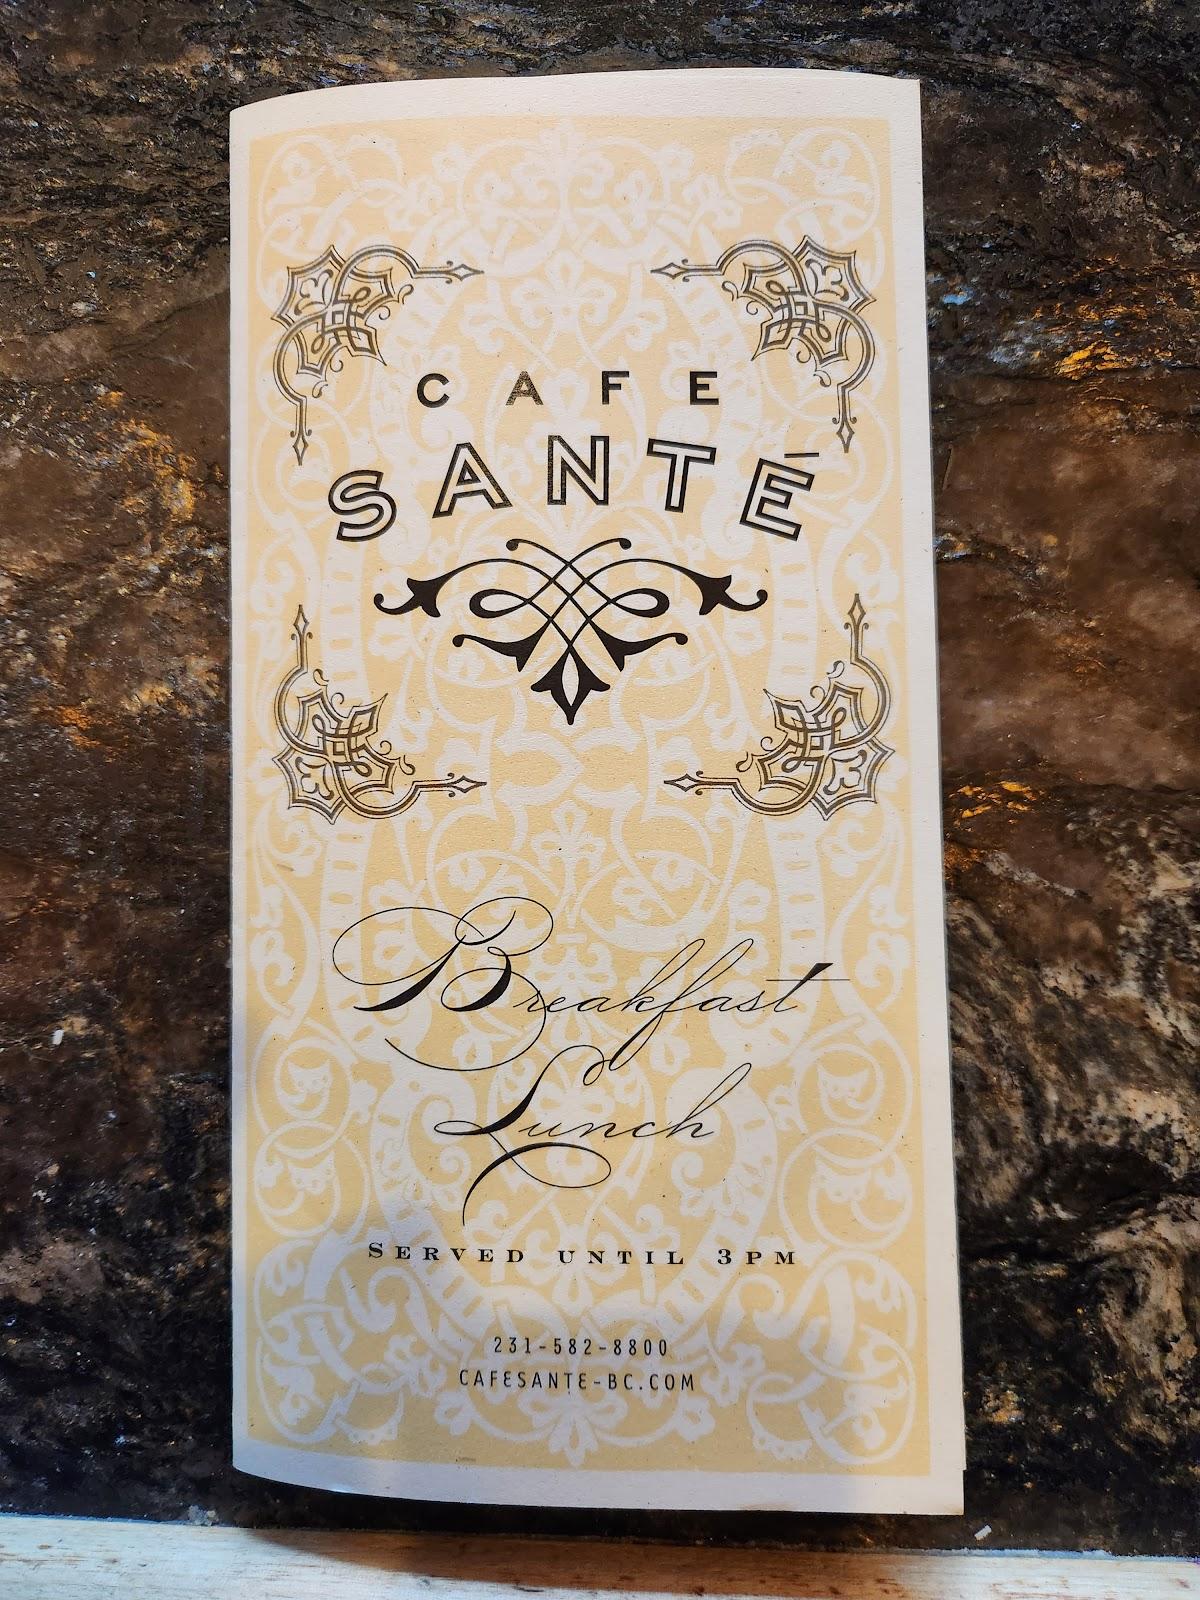 CAFE
SANTÉ
Breakfast
Lunch
SERVED UNTIL 3PM
231-582-8800
CAFESANTE-BC.COM